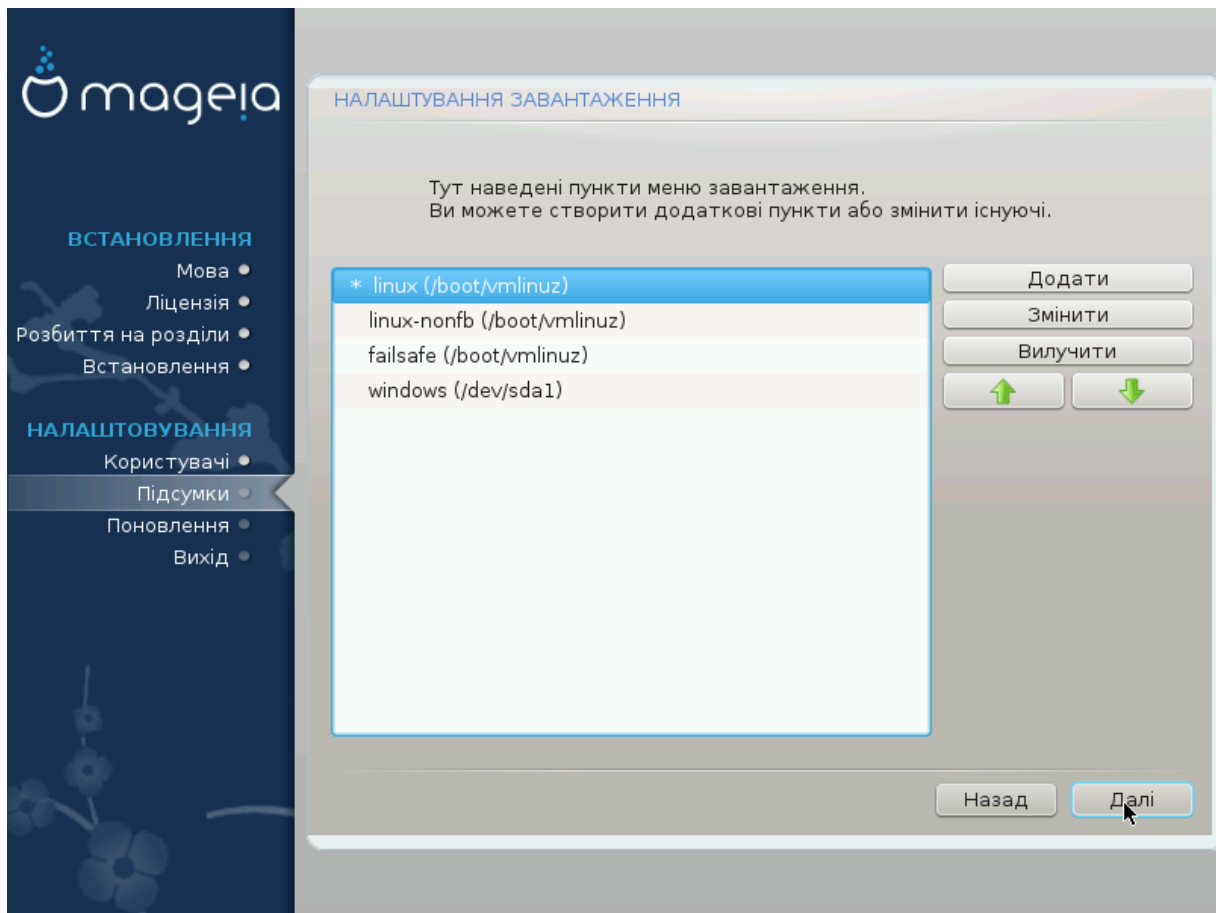 mageia
ВСТАНОВЛЕННЯ
Мова
Ліцензія
Розбиття на розділи
Встановлення
НАЛАШТОВУВАННЯ
Користувачі
Підсумки
Поновлення
Вихід
НАЛАШТУВАННЯ ЗАВАНТАЖЕННЯ
Тут наведені пункти меню завантаження.
Ви можете створити додаткові пункти або змінити існуючі.
* linux (/boot/vmlinuz)
linux-nonfb (/boot/vmlinuz)
failsafe (/boot/vmlinuz)
windows (/dev/sda1)
Додати
Змінити
Вилучити
Назад
Далі